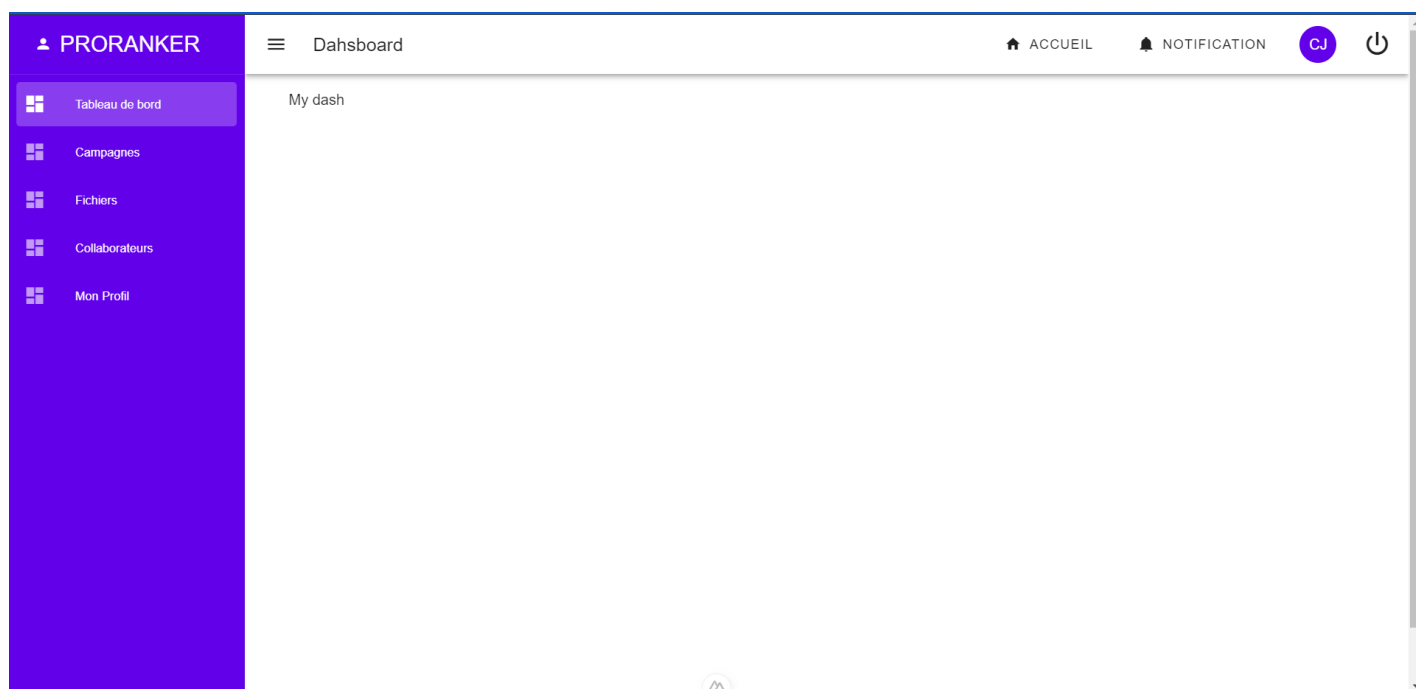 PRORANKER
Dahsboard
ACCUEIL
NOTIFICATION
CJ
Tableau de bord
Campagnes
Fichiers
Collaborateurs
Mon Profil
My dash